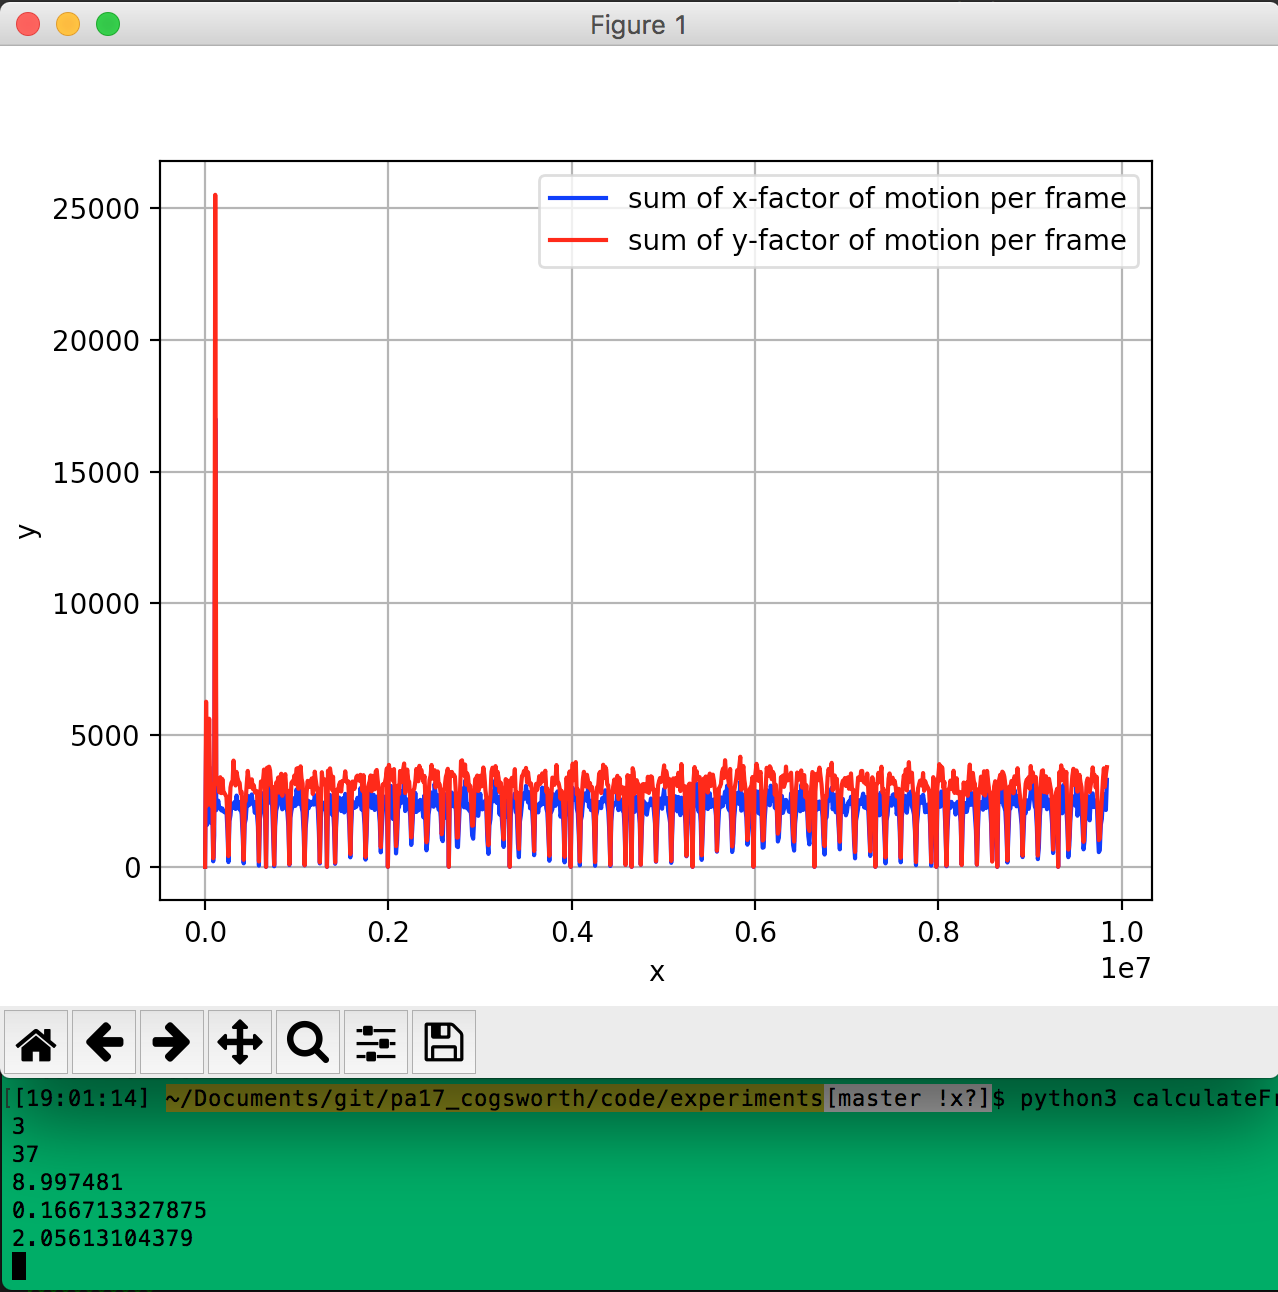 Figure 1
sum of x-factor of motion per frame
sum of y-factor of motion per frame
25000
20000
15000
10000
5000
0
y
0.0 0.2 0.4 0.6 0.8 1.0
1e7
x
[[19:01:14] ~/Documents/git/pa17_cogsworth/code/experiments[master !x?]$ python3 calculateFr
3
37
8.997481
0.166713327875
2.05613104379